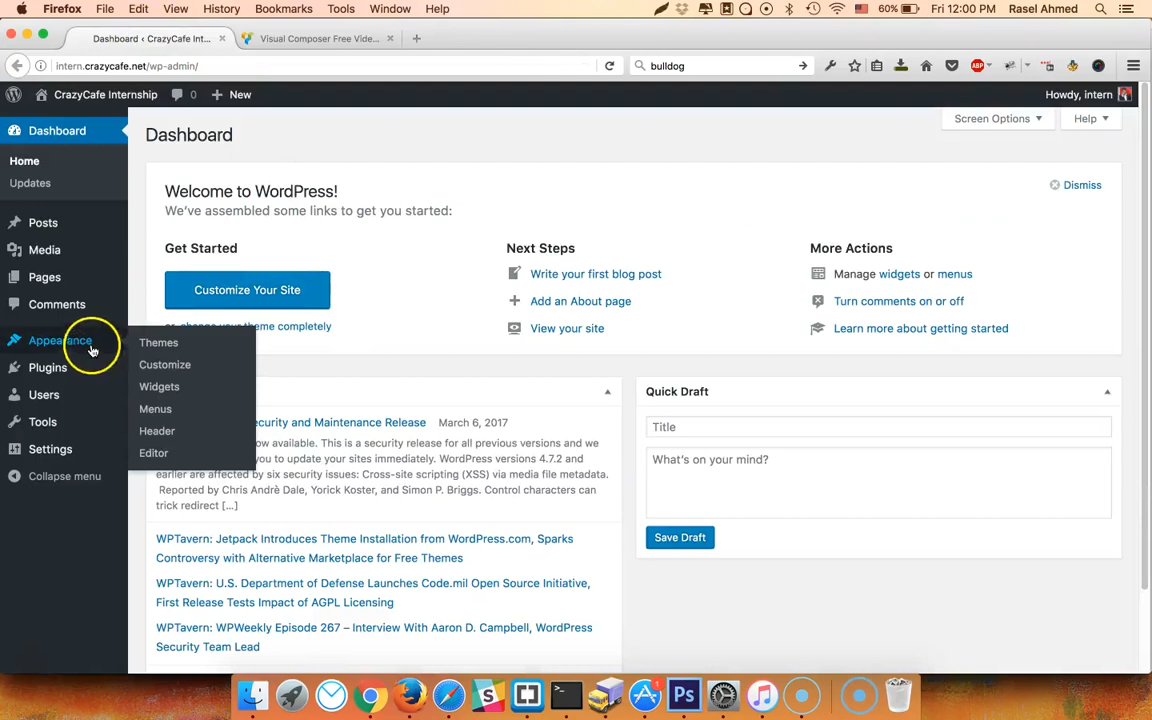 Firefox File Edit View History Bookmarks Tools Window Help 60% Fri 12:00 PM Rasel Ahmed
Dashboard ‹ CrazyCafe Int... Visual Composer Free Vide...
intern.crazycafe.net/wp-admin/ bulldog ABP
CrazyCafe Internship 0 New Howdy, intern
Dashboard
Home
Updates
Posts
Media
Pages
Comments
Appearance
Plugins
Users
Tools
Settings
Collapse menu
Themes
Customize
Widgets
Menus
Header
Editor
Dashboard
Screen Options Help
Welcome to WordPress!
We've assembled some links to get you started:
Dismiss
Get Started
Customize Your Site
or, change your theme completely
Next Steps
Write your first blog post
Add an About page
View your site
More Actions
Manage widgets or menus
Turn comments on or off
Learn more about getting started
ecurity and Maintenance Release March 6, 2017
ow available. This is a security release for all previous versions and we
you to update your sites immediately. WordPress versions 4.7.2 and
earlier are affected by six security issues: Cross-site scripting (XSS) via media file metadata.
Reported by Chris Andrè Dale, Yorick Koster, and Simon P. Briggs. Control characters can
trick redirect [...]
WPTavern: Jetpack Introduces Theme Installation from WordPress.com, Sparks
Controversy with Alternative Marketplace for Free Themes
WPTavern: U.S. Department of Defense Launches Code.mil Open Source Initiative,
First Release Tests Impact of AGPL Licensing
WPTavern: WPWeekly Episode 267 – Interview With Aaron D. Campbell, WordPress
Security Team Lead
Quick Draft
Title
What's on your mind?
Save Draft
Ps